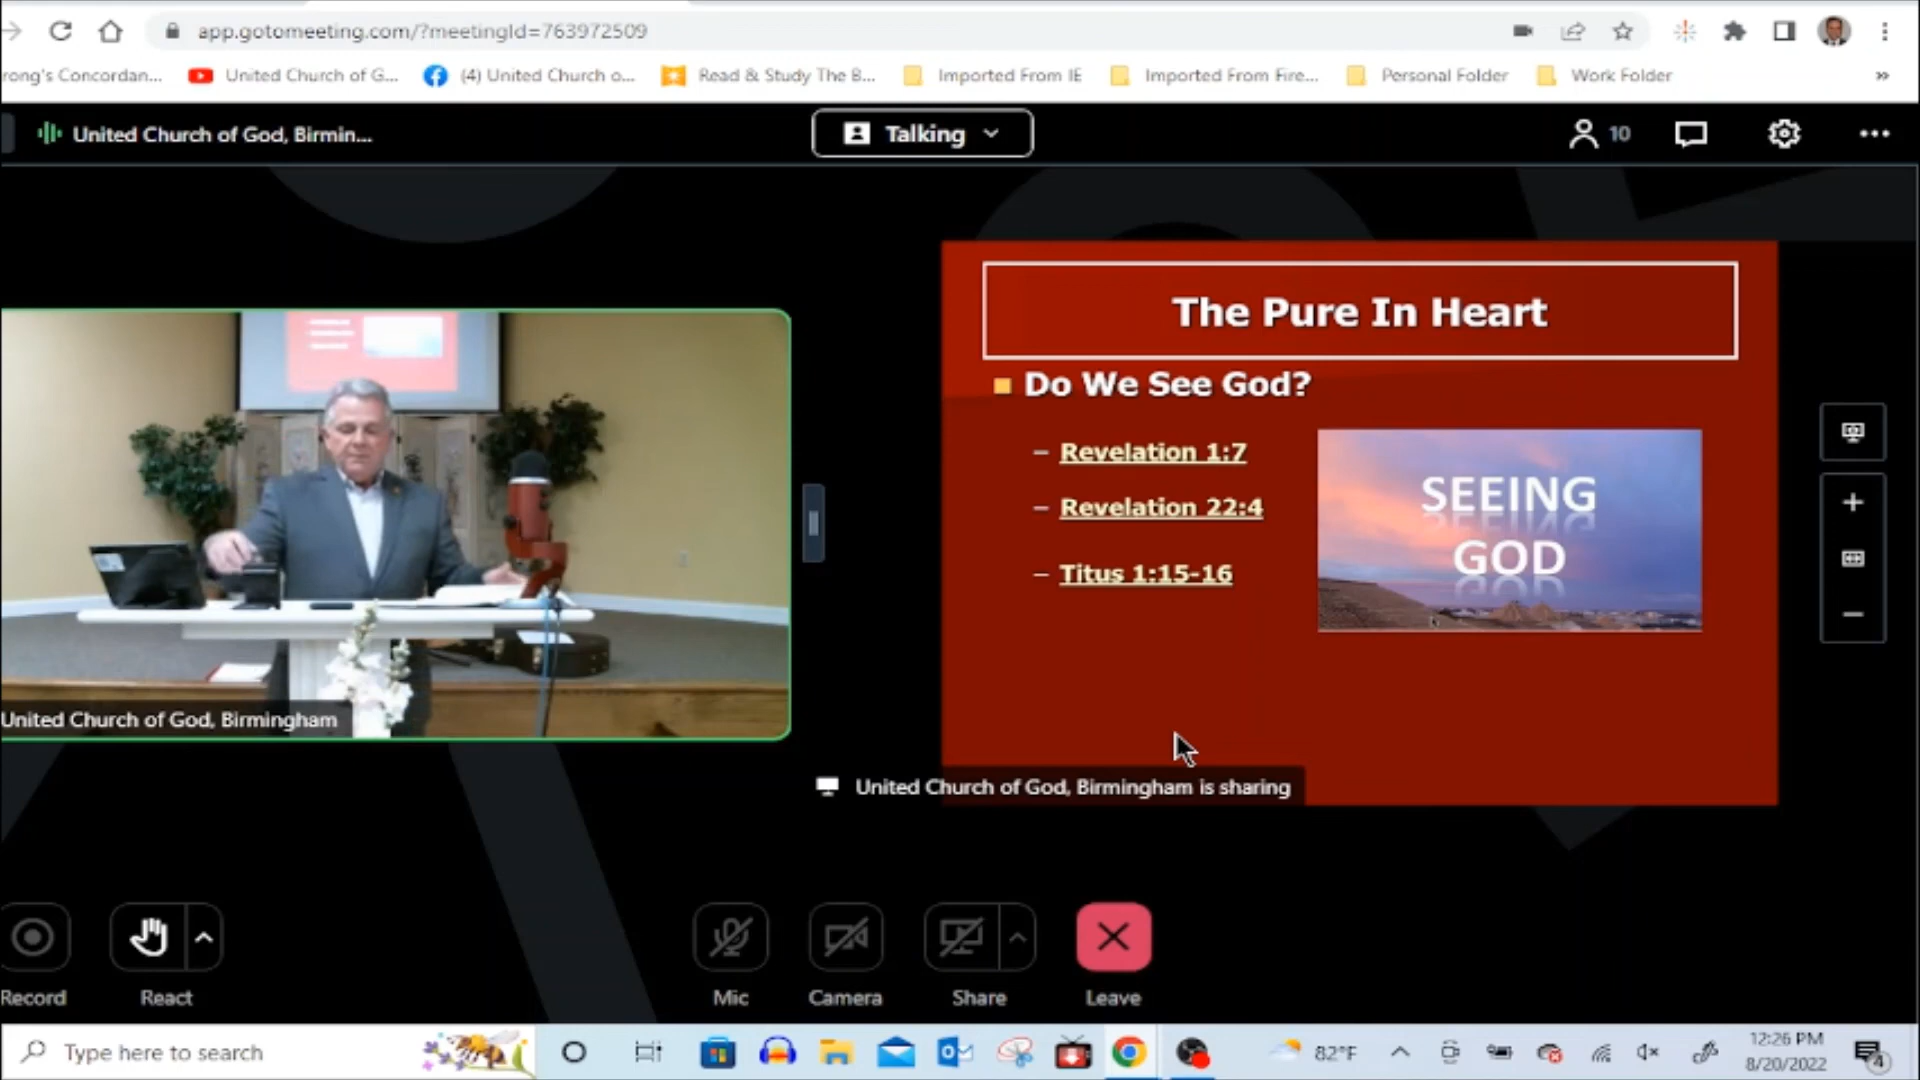 app.gotomeeting.com/?meetingId=763972509
rong's Concordan...
United Church of G...
(4) United Church o...
Read & Study The B...
Imported From IE
Imported From Fire...
Personal Folder
Work Folder
United Church of God, Birmin...
Talking
10
The Pure In Heart
Do We See God?
– Revelation 1:7
– Revelation 22:4
– Titus 1:15-16
SEEING
GOD
United Church of God, Birmingham
United Church of God, Birmingham is sharing
Record
React
Mic
Camera
Share
Leave
Type here to search
82°F
12:26 PM
8/20/2022
4